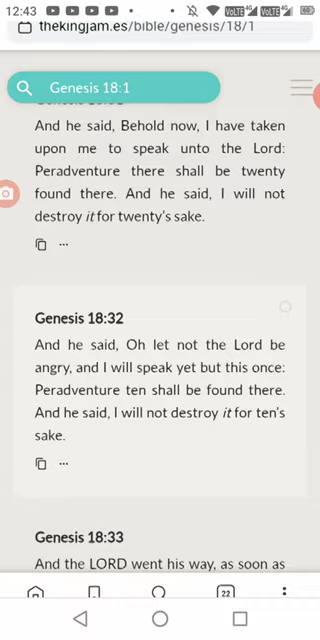 12:43
thekingjam.es/bible/genesis/18/1
Genesis 18:1
And he said, Behold now, I have taken
upon me to speak unto the Lord:
Peradventure there shall be twenty
found there. And he said, I will not
destroy it for twenty's sake.
Genesis 18:32
And he said, Oh let not the Lord be
angry, and I will speak yet but this once:
Peradventure ten shall be found there.
And he said, I will not destroy it for ten's
sake.
Genesis 18:33
And the LORD went his way, as soon as
22